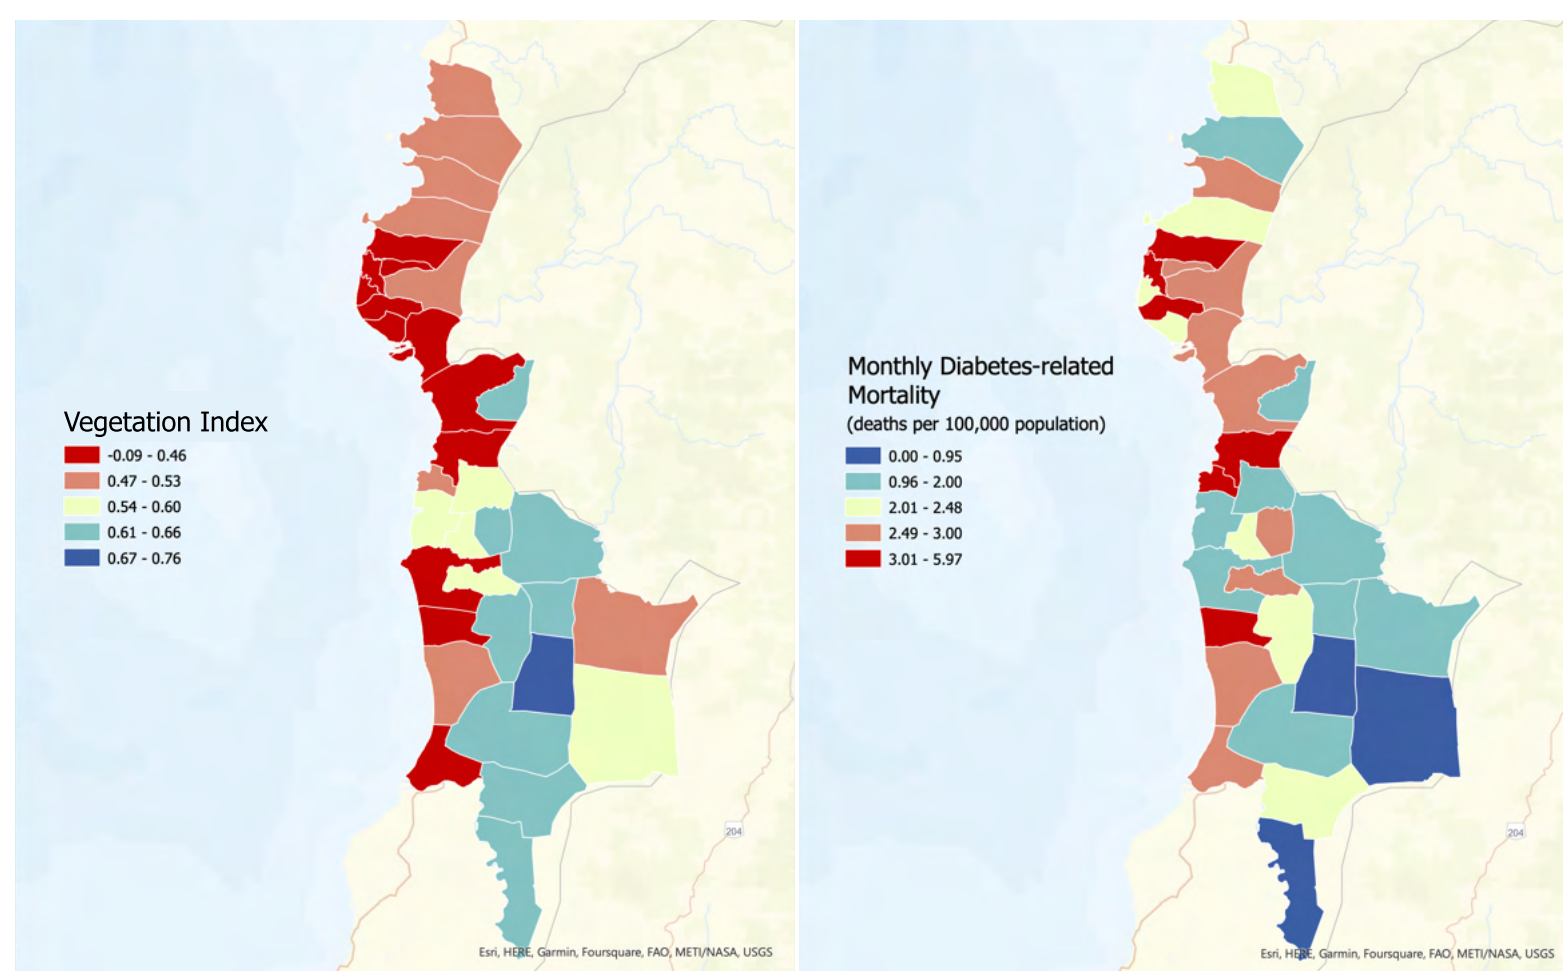 Vegetation Index
-0.09 - 0.46
0.47 - 0.53
0.54 - 0.60
0.61 - 0.66
0.67 - 0.76
204
Esri, HERE, Garmin, Foursquare, FAO, METI/NASA, USGS
Monthly Diabetes-related
Mortality
(deaths per 100,000 population)
0.00 - 0.95
0.96 - 2.00
2.01 - 2.48
2.49 - 3.00
3.01 - 5.97
204
Esri, HERE, Garmin, Foursquare, FAO, METI/NASA, USGS